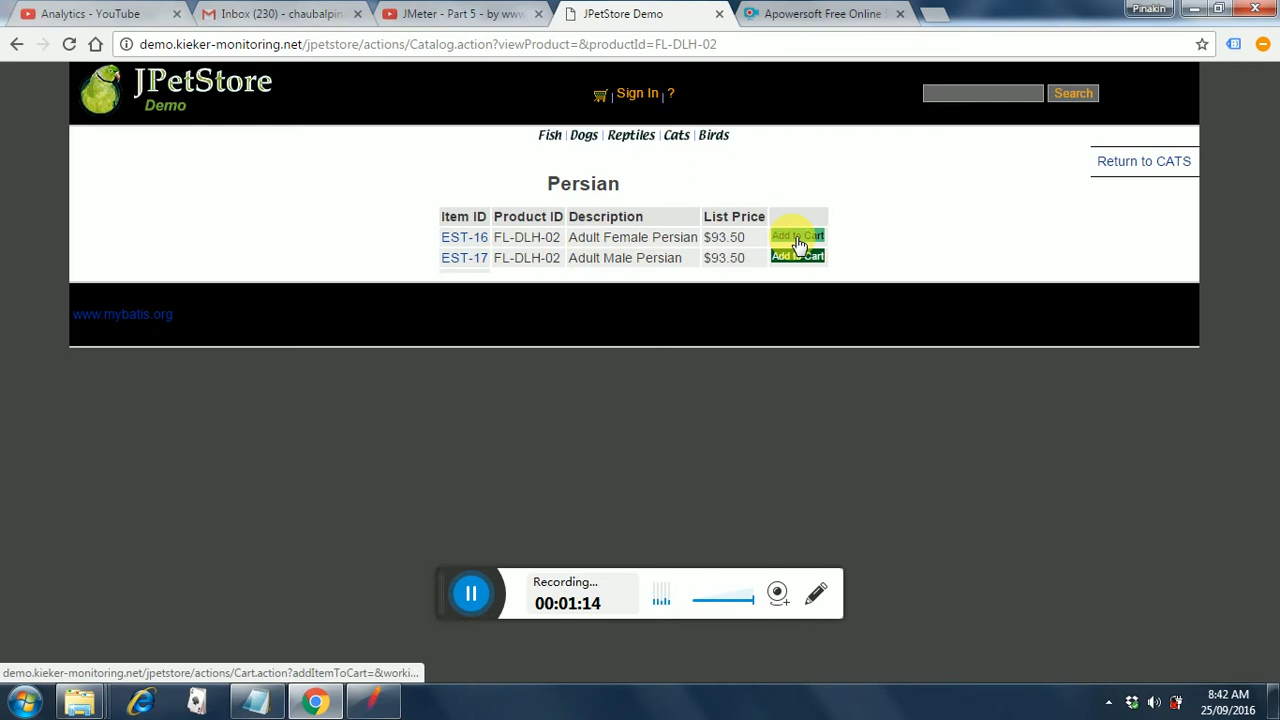 Analytics - YouTube
Inbox (230) - chaubalpin
JMeter - Part 5 - by www
JPetStore Demo
Apowersoft Free Online
Pinakin
demo.kieker-monitoring.net/jpetstore/actions/Catalog.action?viewProduct=&productId=FL-DLH-02
JPetStore
Demo
Sign In | ?
Search
Fish | Dogs | Reptiles | Cats | Birds
Return to CATS
Persian
Item ID Product ID Description List Price
EST-16 FL-DLH-02 Adult Female Persian $93.50 Add to Cart
EST-17 FL-DLH-02 Adult Male Persian $93.50 Add to Cart
www.mybatis.org
Recording...
00:01:14
demo.kieker-monitoring.net/jpetstore/actions/Cart.action?addItemToCart=&worki...
8:42 AM
25/09/2016